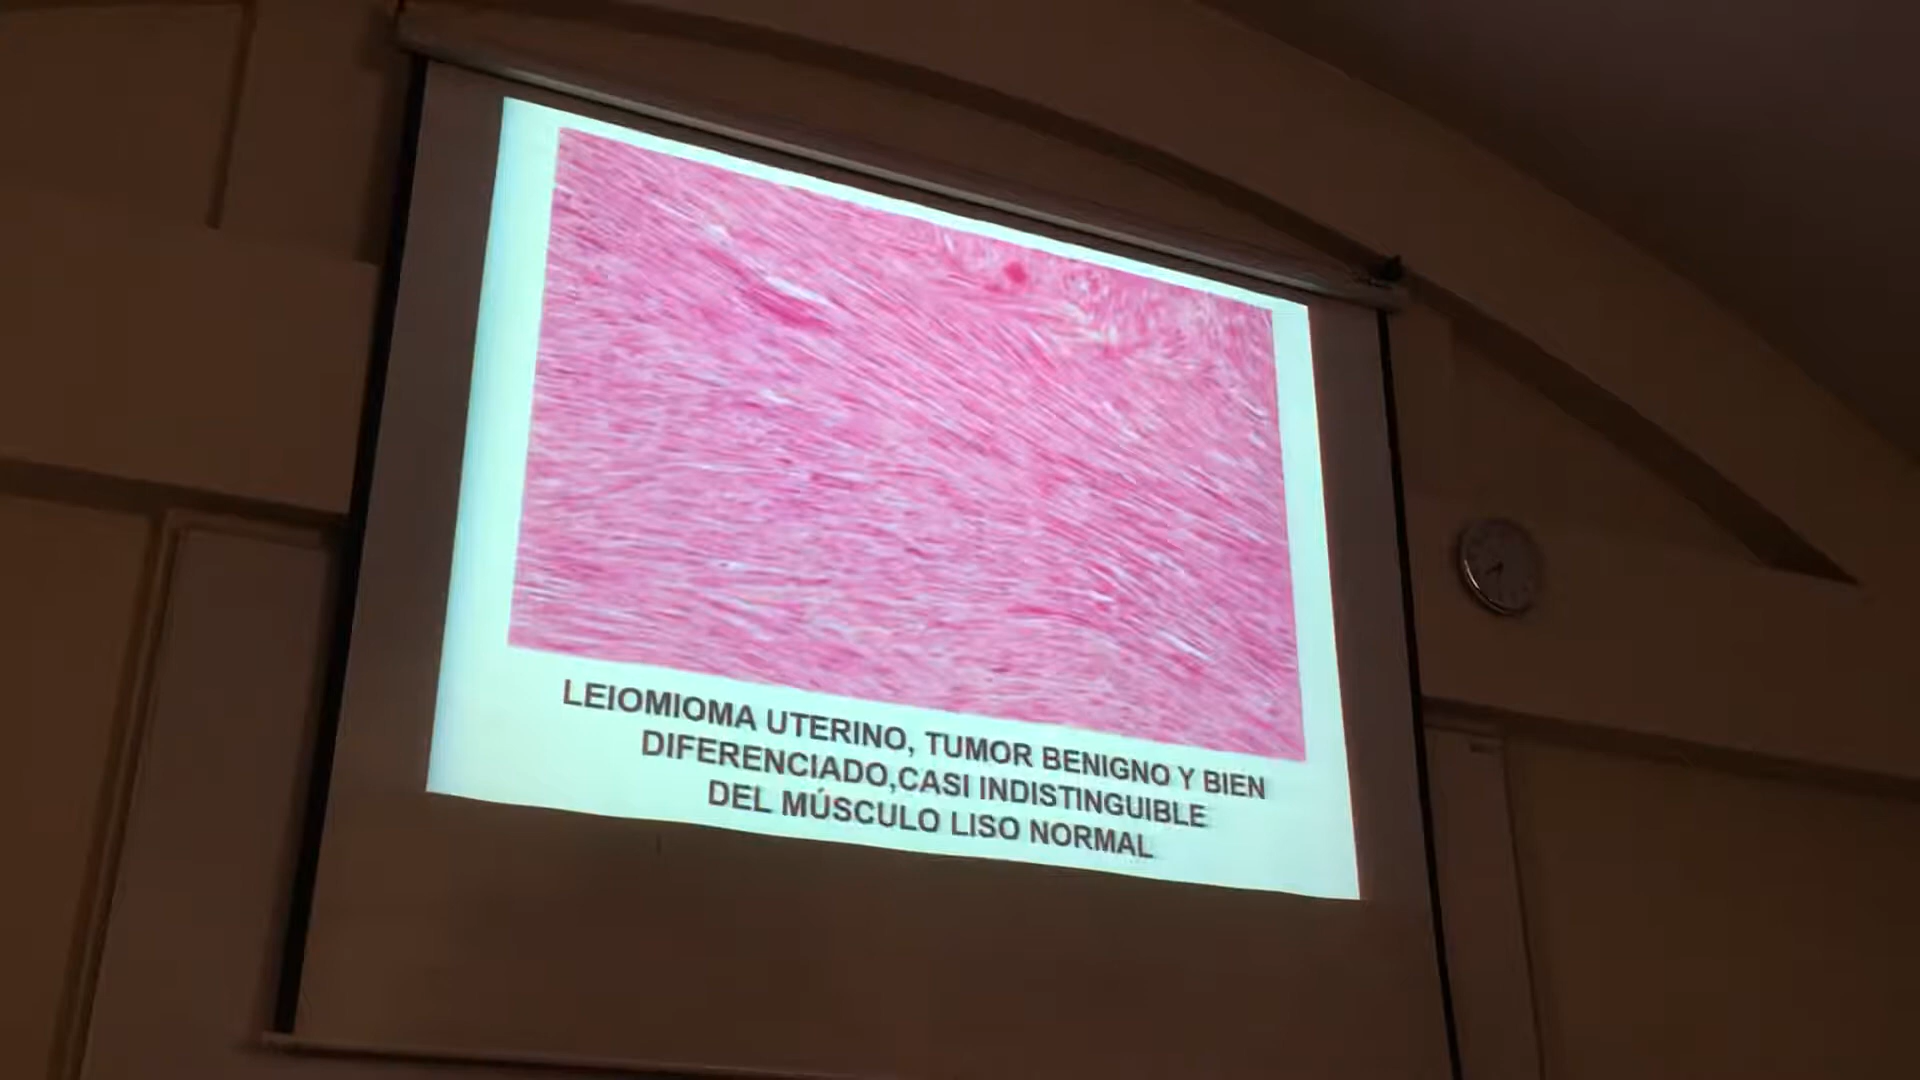 LEIOMIOMA UTERINO, TUMOR BENIGNO Y BIEN
DIFERENCIADO,CASI INDISTINGUIBLE
DEL MÚSCULO LISO NORMAL